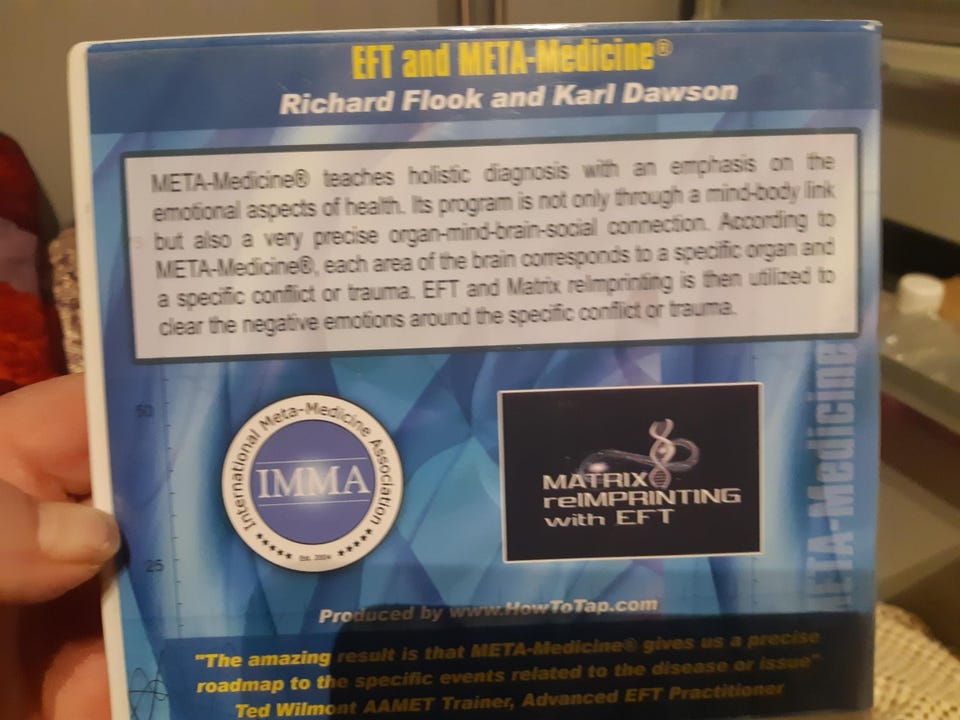 EFT and META-Medicine®
Richard Flook and Karl Dawson
META-Medicine® teaches holistic diagnosis with an emphasis on the
emotional aspects of health. Its program is not only through a mind-body link
but also a very precise organ-mind-brain-social connection. According to
META-Medicine®, each area of the brain corresponds to a specific organ and
a specific conflict or trauma. EFT and Matrix reImprinting is then utilized to
clear the negative emotions around the specific conflict or trauma.
75
50
25
International Meta-Medicine Association
IMMA
Est. 2004
MATRIX
reIMPRINTING
with EFT
META-Medicine
Produced by www.HowToTap.com
"The amazing result is that META-Medicine® gives us a precise
roadmap to the specific events related to the disease or issue"
Ted Wilmont AAMET Trainer, Advanced EFT Practitioner